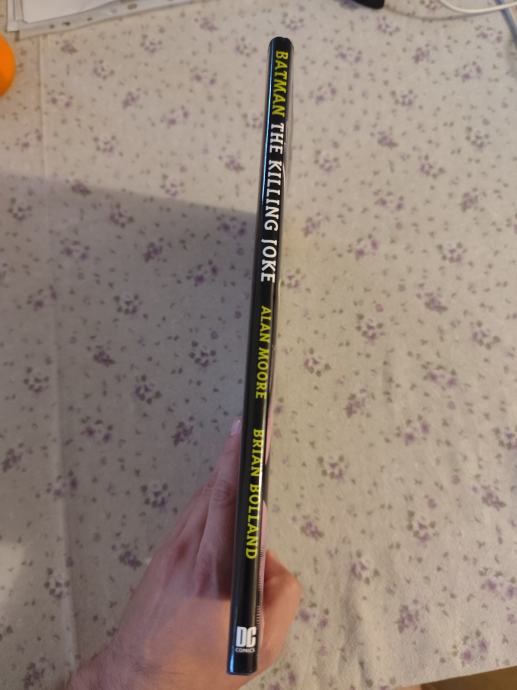 BATMAN THE KILLING JOKE ALAN MOORE BRIAN BOLLAND
DC
COMICS